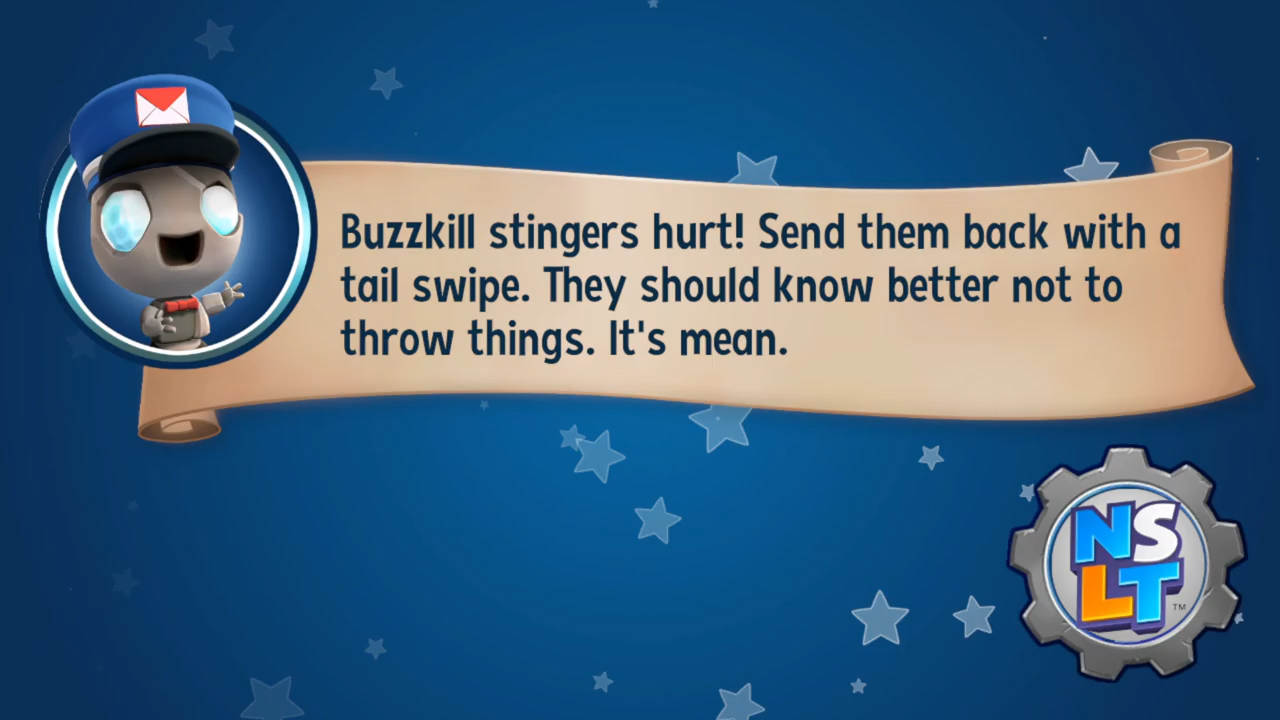 Buzzkill stingers hurt! Send them back with a
tail swipe. They should know better not to
throw things. It's mean.
NS
LT
TM